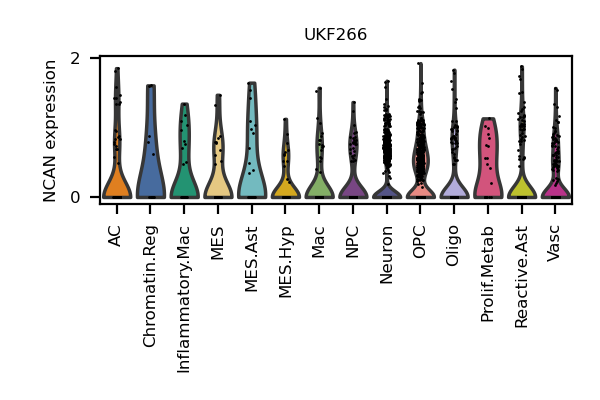 UKF266
NCAN expression
2
0
AC
Chromatin.Reg
Inflammatory.Mac
MES
MES.Ast
MES.Hyp
Mac
NPC
Neuron
OPC
Oligo
Prolif.Metab
Reactive.Ast
Vasc